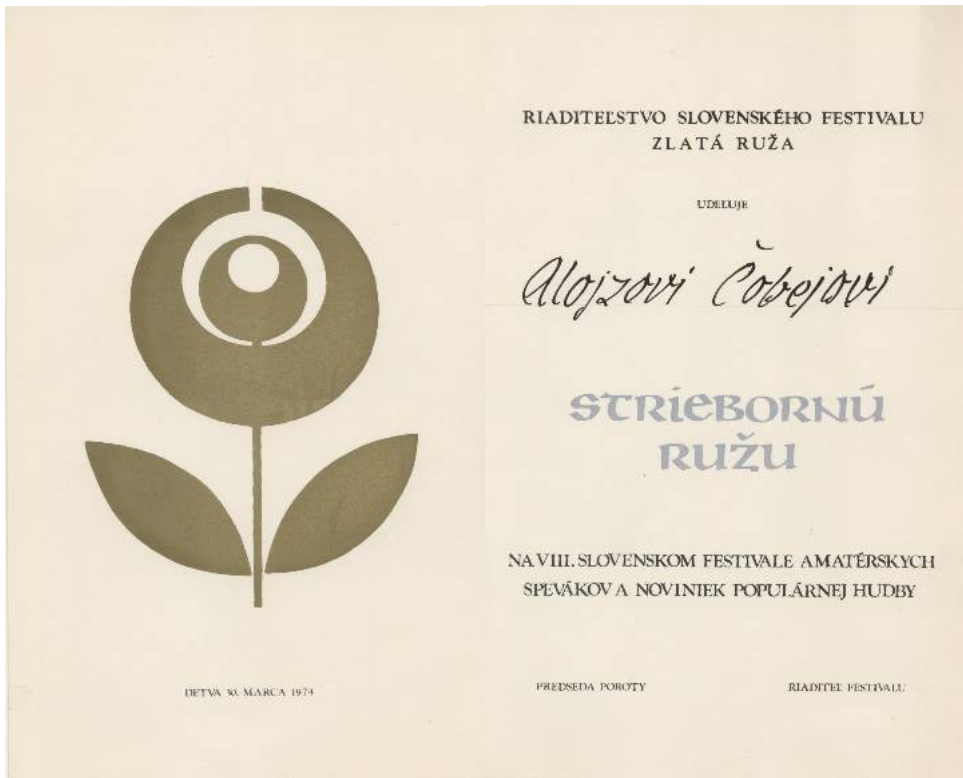 RIADITEĽSTVO SLOVENSKÉHO FESTIVALU
ZLATÁ RUŽA
UDEĽUJE
Alojzovi Čobejovi
STRIEBORNÚ
RUŽU
NA VIII. SLOVENSKOM FESTIVALE AMATÉRSKYCH
SPEVÁKOV A NOVINIEK POPULÁRNEJ HUDBY
DETVA 30. MARCA 1974
PREDSEDA POROTY
RIADITEĽ FESTIVALU